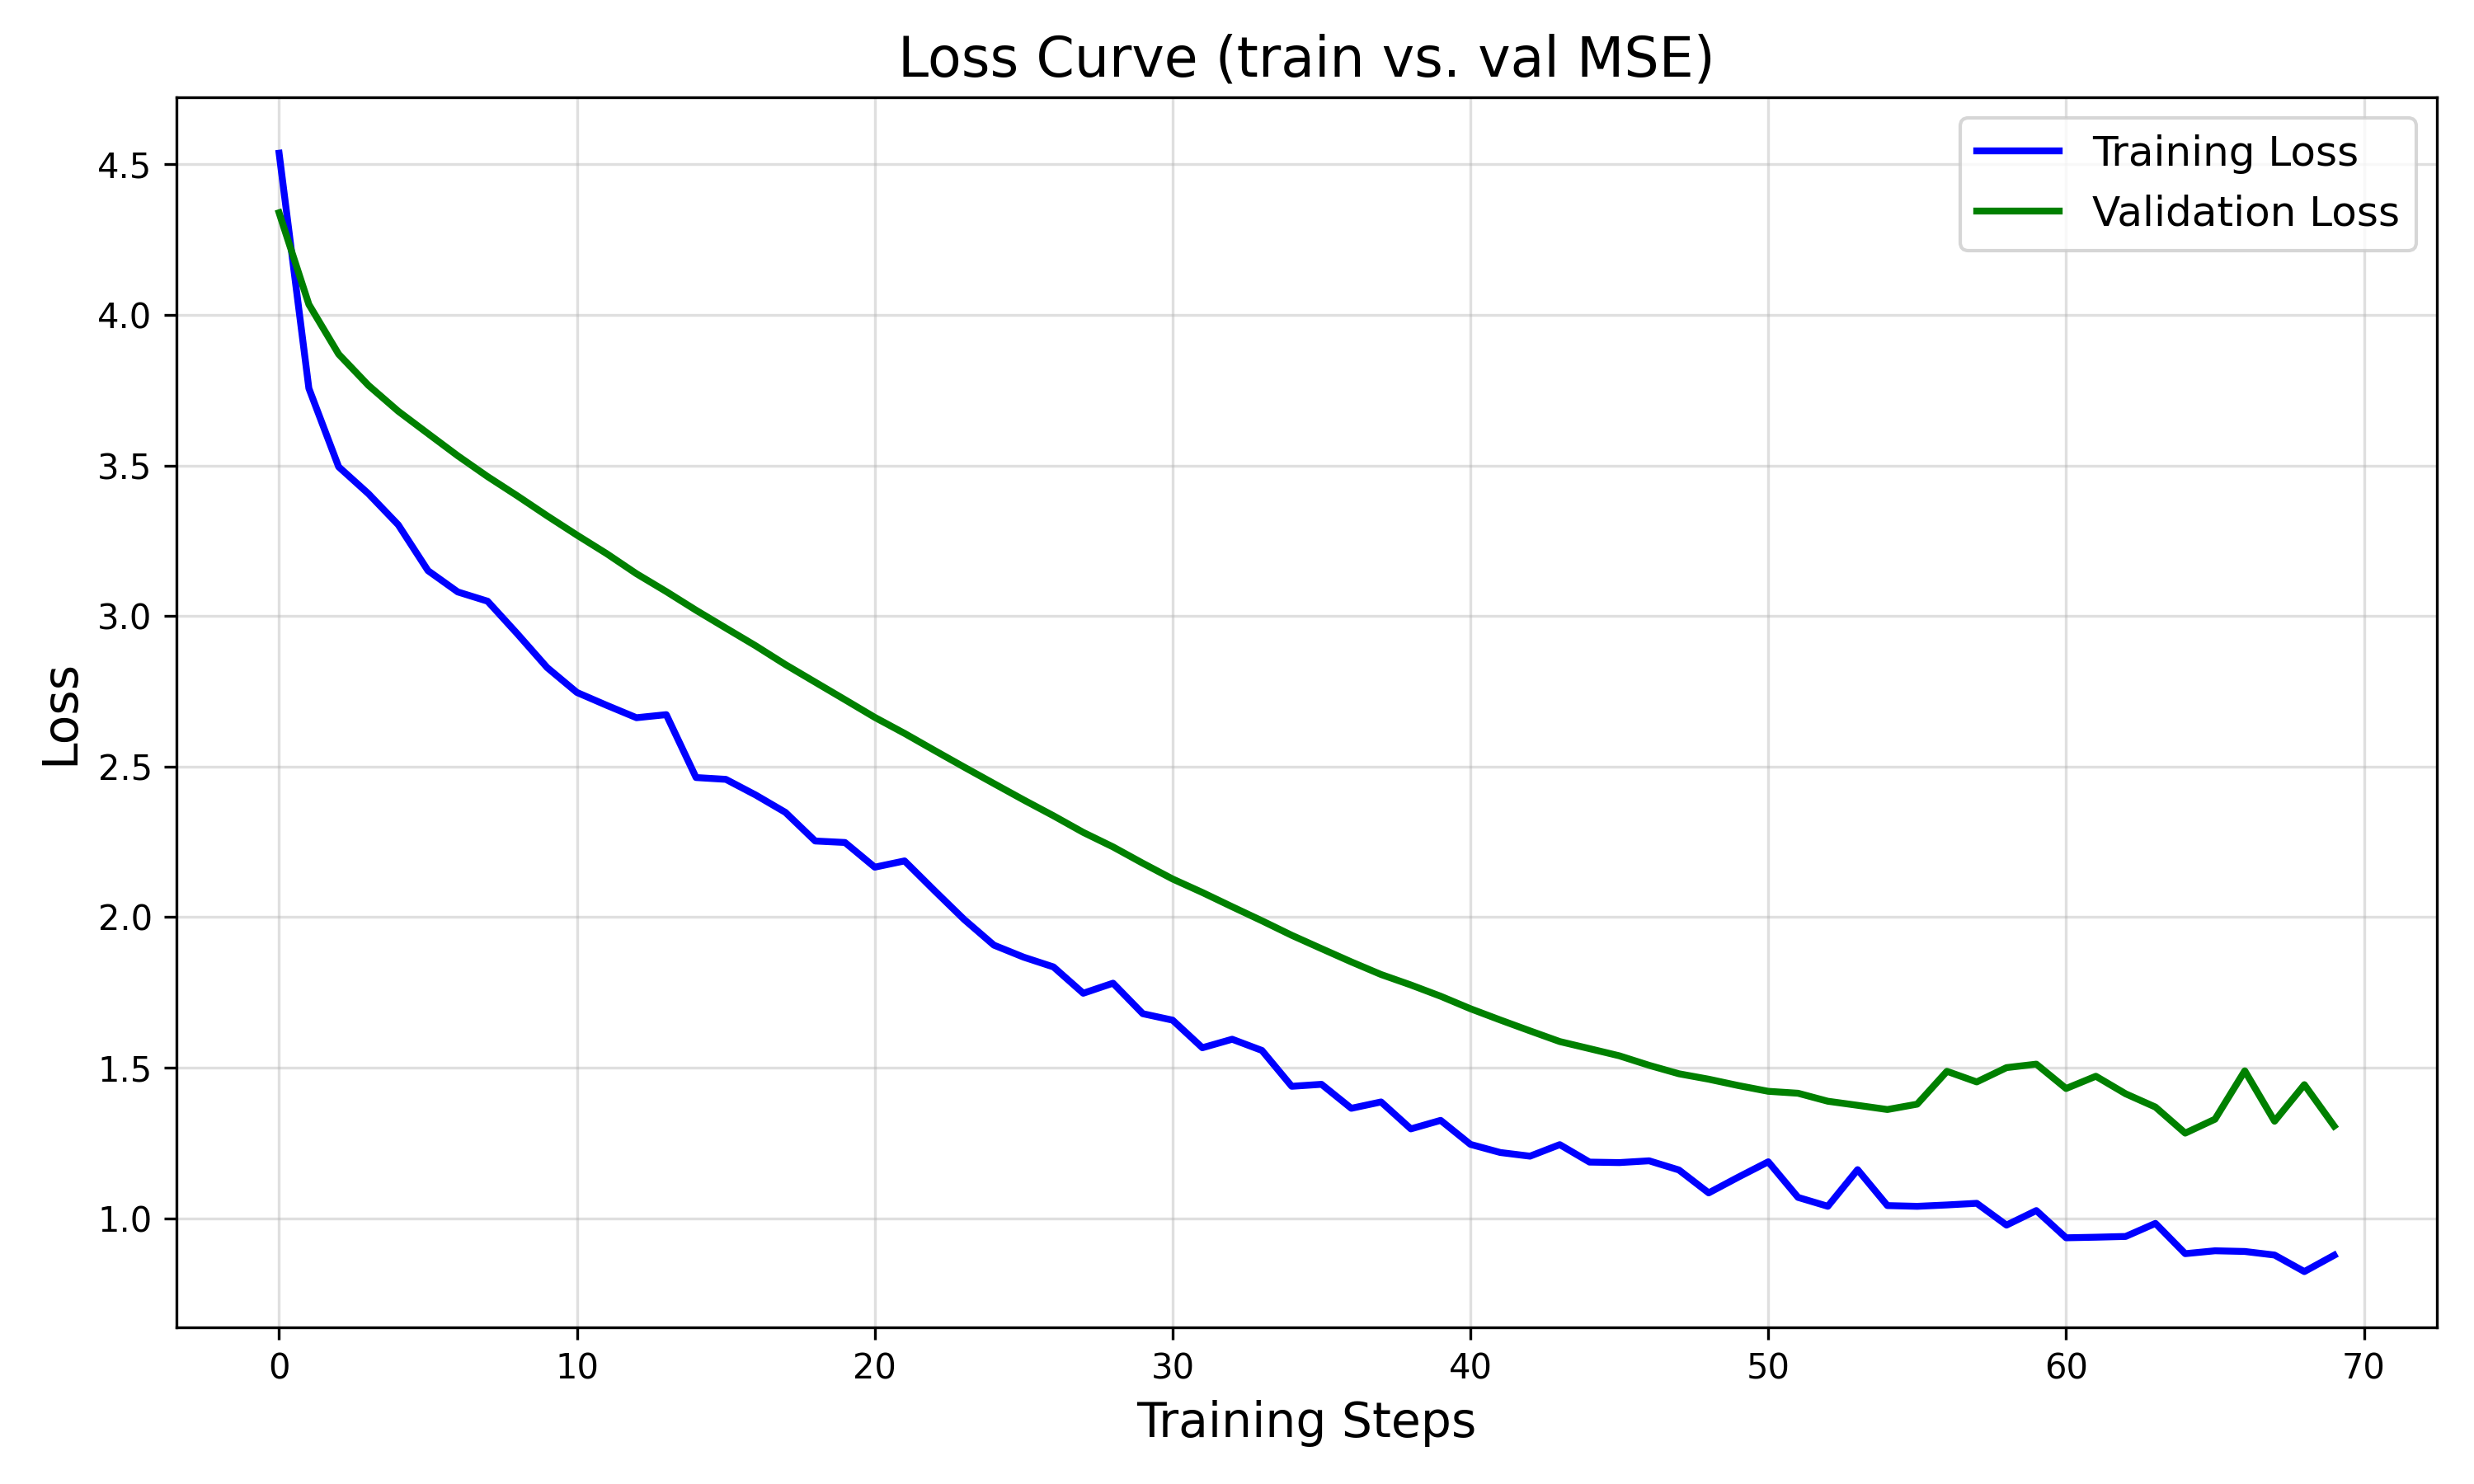 Loss Curve (train vs. val MSE)
Training Loss
Validation Loss
4.5
4.0
3.5
3.0
2.5
2.0
1.5
1.0
Loss
0 10 20 30 40 50 60 70
Training Steps